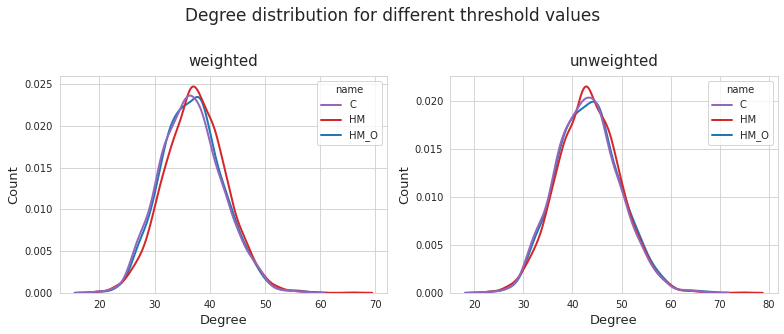 Degree distribution for different threshold values
weighted
0.025
0.020
0.015
0.010
0.005
0.000
Count
20 30 40 50 60 70
Degree
name
C
HM
HM_O
unweighted
0.020
0.015
0.010
0.005
0.000
Count
20 30 40 50 60 70 80
Degree
name
C
HM
HM_O